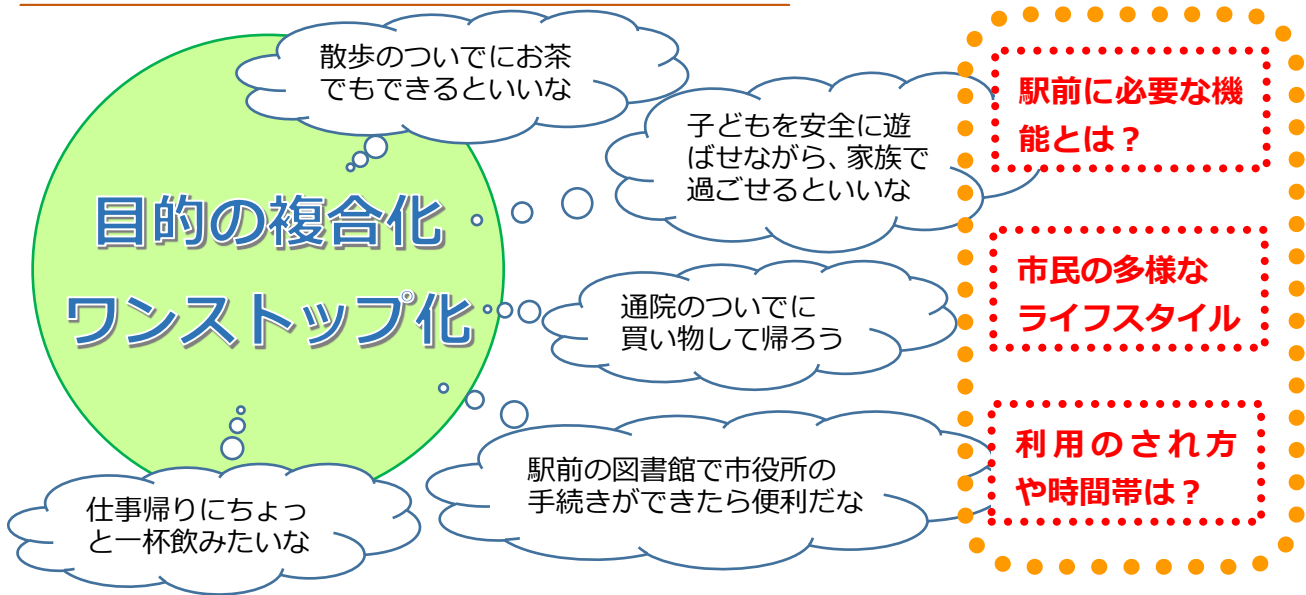 散歩のついでにお茶
でもできるといいな
子どもを安全に遊
ばせながら、家族で
過ごせるといいな
目的の複合化
ワンストップ化
通院のついでに
買い物して帰ろう
駅前の図書館で市役所の
手続きができたら便利だな
仕事帰りにちょっ
と一杯飲みたいな
駅前に必要な機
能とは？
市民の多様な
ライフスタイル
利用のされ方
や時間帯は？